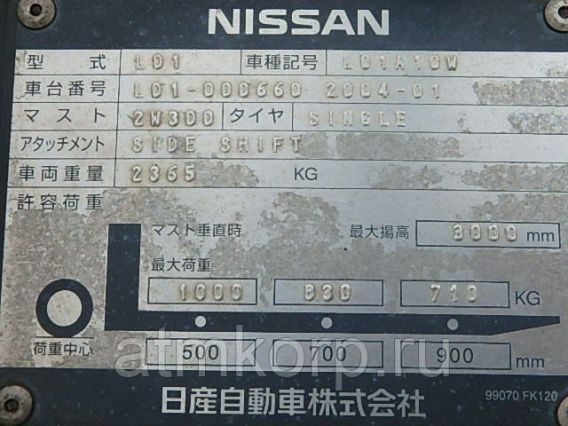 NISSAN
型 式 L01 車種記号 L01A10W
車台番号 L01-000660 2004-01
マスト 2W300 タイヤ SINGLE
アタッチメント SIDE SHIFT
車両重量 2365 KG
許容荷重
マスト垂直時 最大揚高 3000 mm
最大荷重
1000 830 710 KG
荷重中心 500 700 900 mm
atmkorp.ru
日産自動車株式会社 99070 FK120